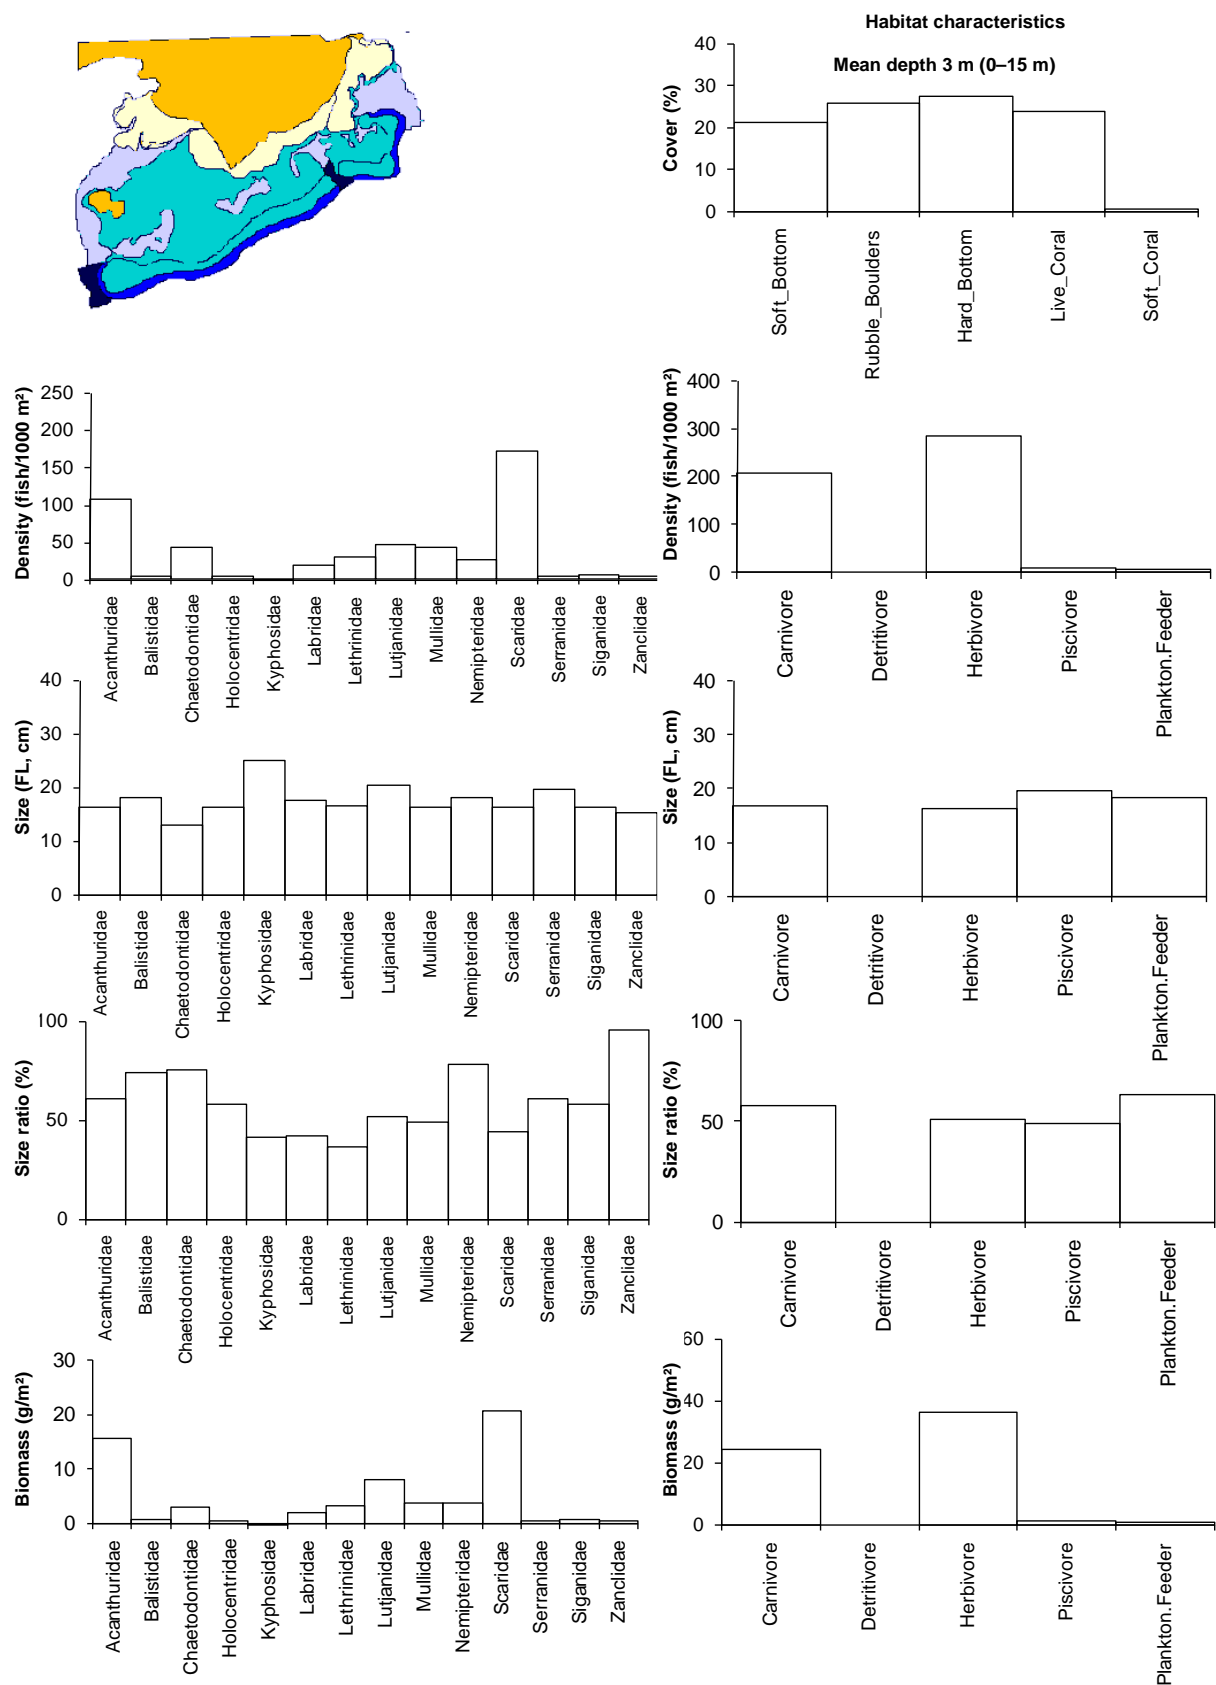 Habitat characteristics
Mean depth 3 m (0–15 m)
Cover (%)
40
30
20
10
0
Soft_Bottom
Rubble_Boulders
Hard_Bottom
Live_Coral
Soft_Coral
Density (fish/1000 m²)
250
200
150
100
50
0
Acanthuridae
Balistidae
Chaetodontidae
Holocentridae
Kyphosidae
Labridae
Lethrinidae
Lutjanidae
Mullidae
Nemipteridae
Scaridae
Serranidae
Siganidae
Zanclidae
Density (fish/1000 m²)
400
300
200
100
0
Carnivore
Detritivore
Herbivore
Piscivore
Plankton.Feeder
Size (FL, cm)
40
30
20
10
0
Acanthuridae
Balistidae
Chaetodontidae
Holocentridae
Kyphosidae
Labridae
Lethrinidae
Lutjanidae
Mullidae
Nemipteridae
Scaridae
Serranidae
Siganidae
Zanclidae
Size (FL, cm)
40
30
20
10
0
Carnivore
Detritivore
Herbivore
Piscivore
Plankton.Feeder
Size ratio (%)
100
50
0
Acanthuridae
Balistidae
Chaetodontidae
Holocentridae
Kyphosidae
Labridae
Lethrinidae
Lutjanidae
Mullidae
Nemipteridae
Scaridae
Serranidae
Siganidae
Zanclidae
Size ratio (%)
100
50
0
Carnivore
Detritivore
Herbivore
Piscivore
Plankton.Feeder
Biomass (g/m²)
30
20
10
0
Acanthuridae
Balistidae
Chaetodontidae
Holocentridae
Kyphosidae
Labridae
Lethrinidae
Lutjanidae
Mullidae
Nemipteridae
Scaridae
Serranidae
Siganidae
Zanclidae
Biomass (g/m²)
60
40
20
0
Carnivore
Detritivore
Herbivore
Piscivore
Plankton.Feeder